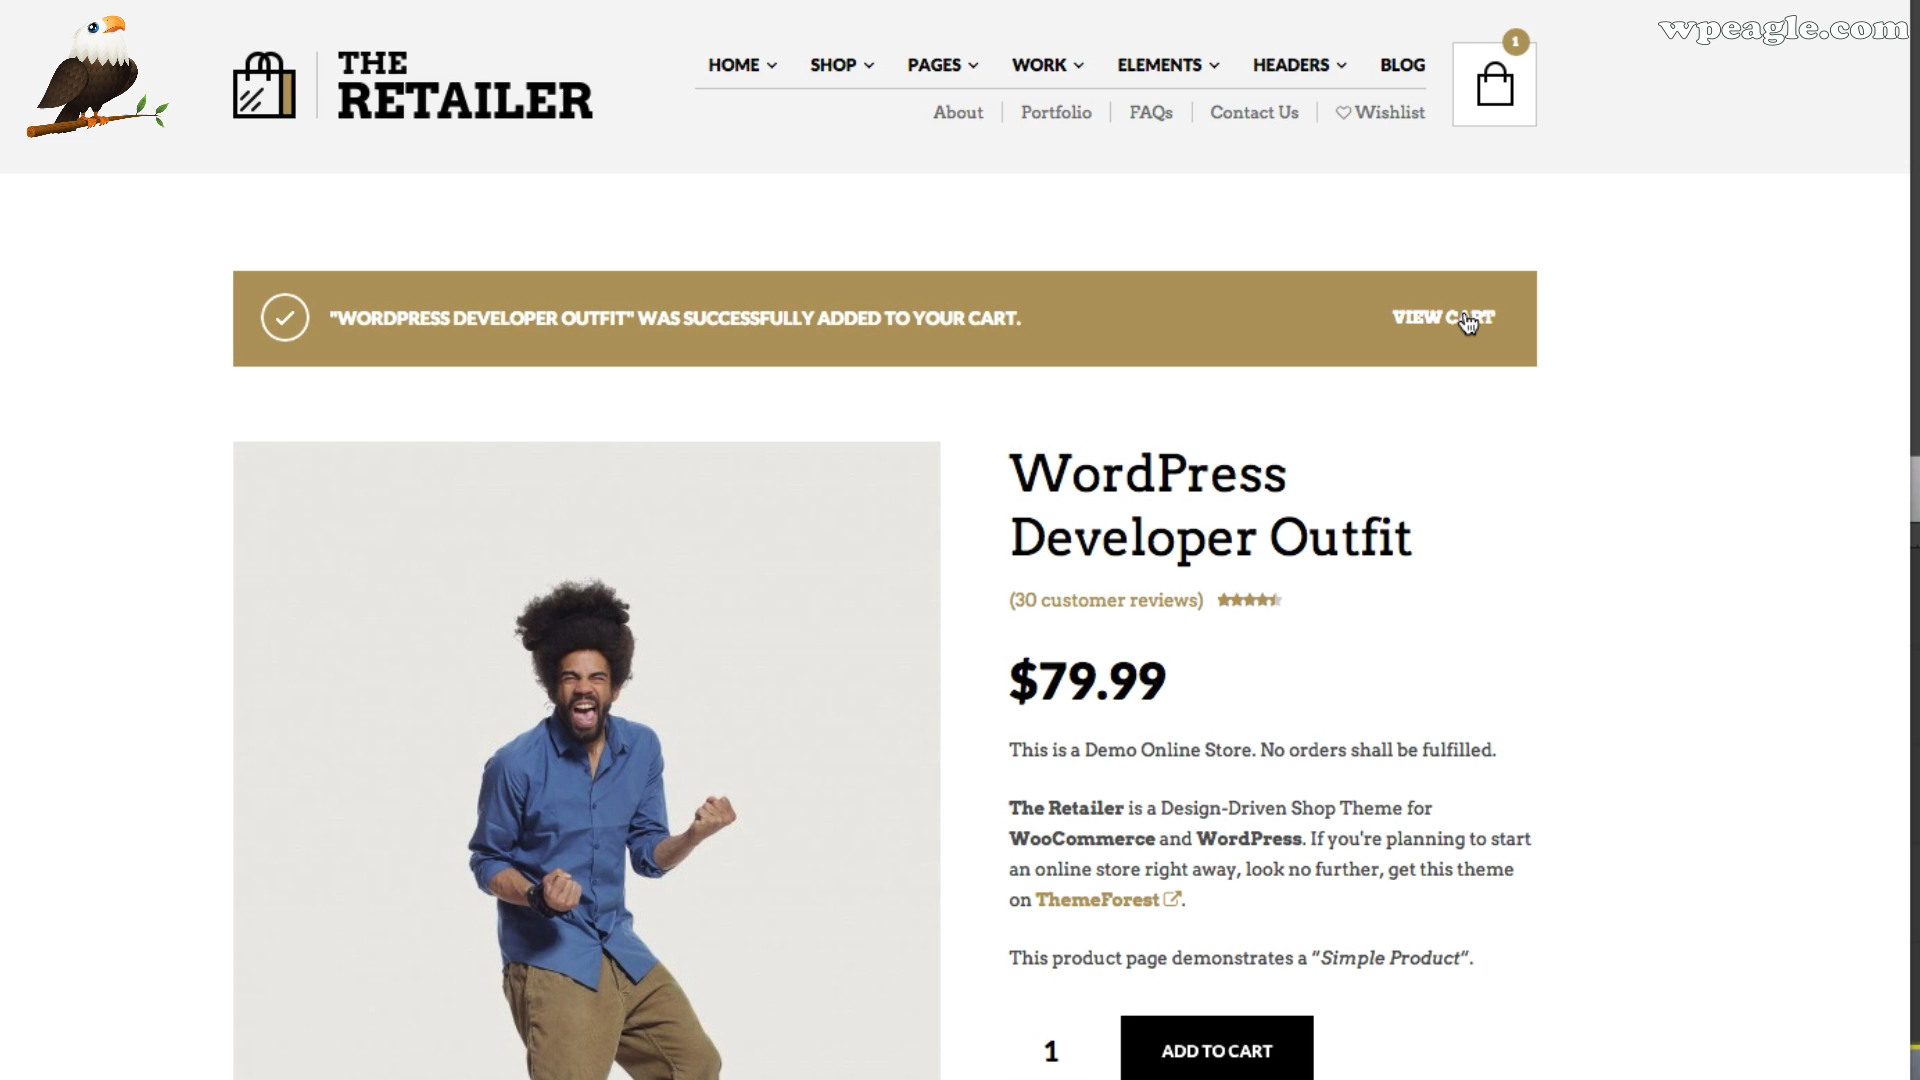 wpeagle.com
THE
RETAILER
HOME SHOP PAGES WORK ELEMENTS HEADERS BLOG
1
About Portfolio FAQs Contact Us Wishlist
"WORDPRESS DEVELOPER OUTFIT" WAS SUCCESSFULLY ADDED TO YOUR CART.
VIEW CART
WordPress
Developer Outfit
(30 customer reviews)
$79.99
This is a Demo Online Store. No orders shall be fulfilled.
The Retailer is a Design-Driven Shop Theme for
WooCommerce and WordPress. If you're planning to start
an online store right away, look no further, get this theme
on ThemeForest.
This product page demonstrates a "Simple Product".
1
ADD TO CART